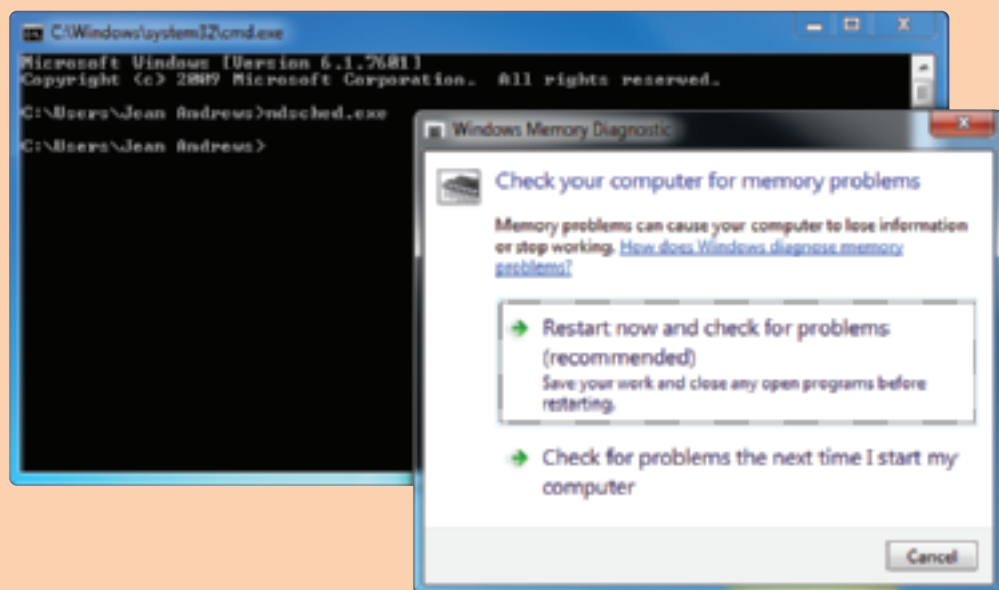 C:\Windows\system32\cmd.exe
Microsoft Windows [Version 6.1.7601]
Copyright (c) 2009 Microsoft Corporation. All rights reserved.
C:\Users\Jean Andrews>mdsched.exe
C:\Users\Jean Andrews>
Windows Memory Diagnostic
Check your computer for memory problems
Memory problems can cause your computer to lose information
or stop working. How does Windows diagnose memory
problems?
Restart now and check for problems
(recommended)
Save your work and close any open programs before
restarting.
Check for problems the next time I start my
computer
Cancel